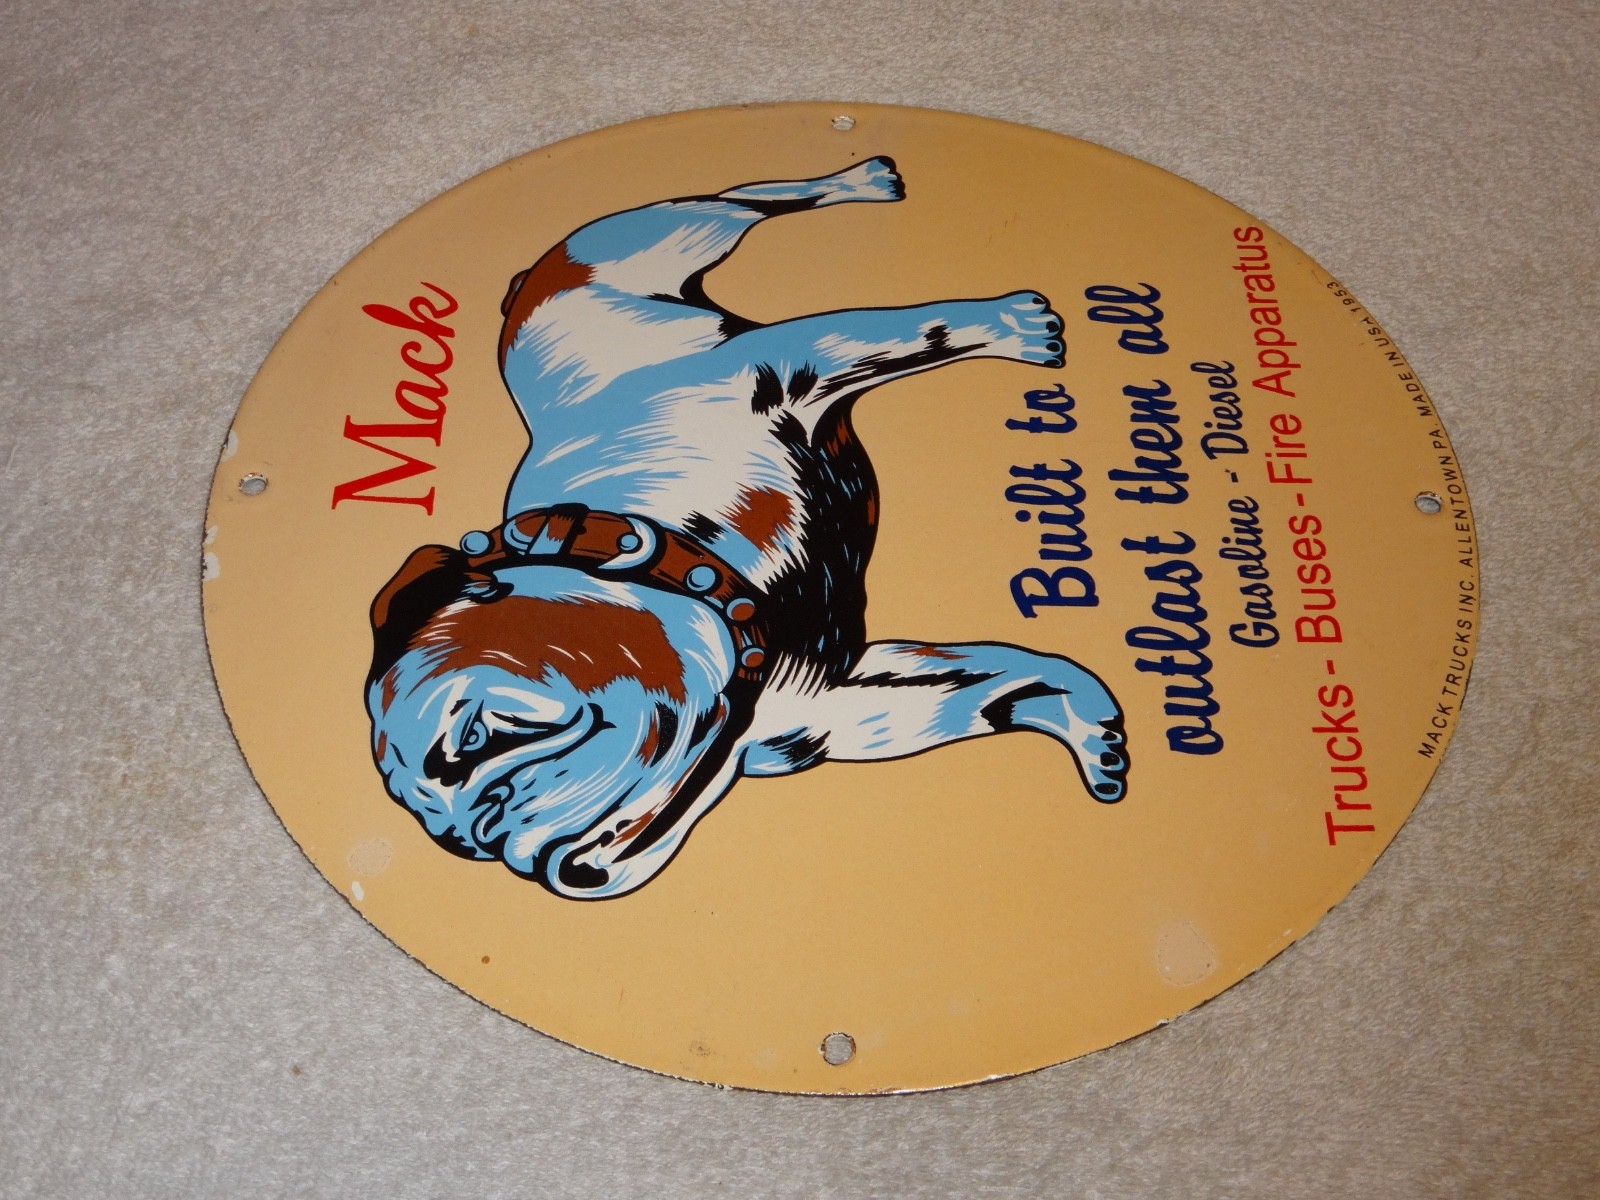 Mack
Built to
outlast them all
Gasoline - Diesel
Trucks - Buses - Fire Apparatus
MACK TRUCKS INC. ALLENTOWN PA. MADE IN USA 1953